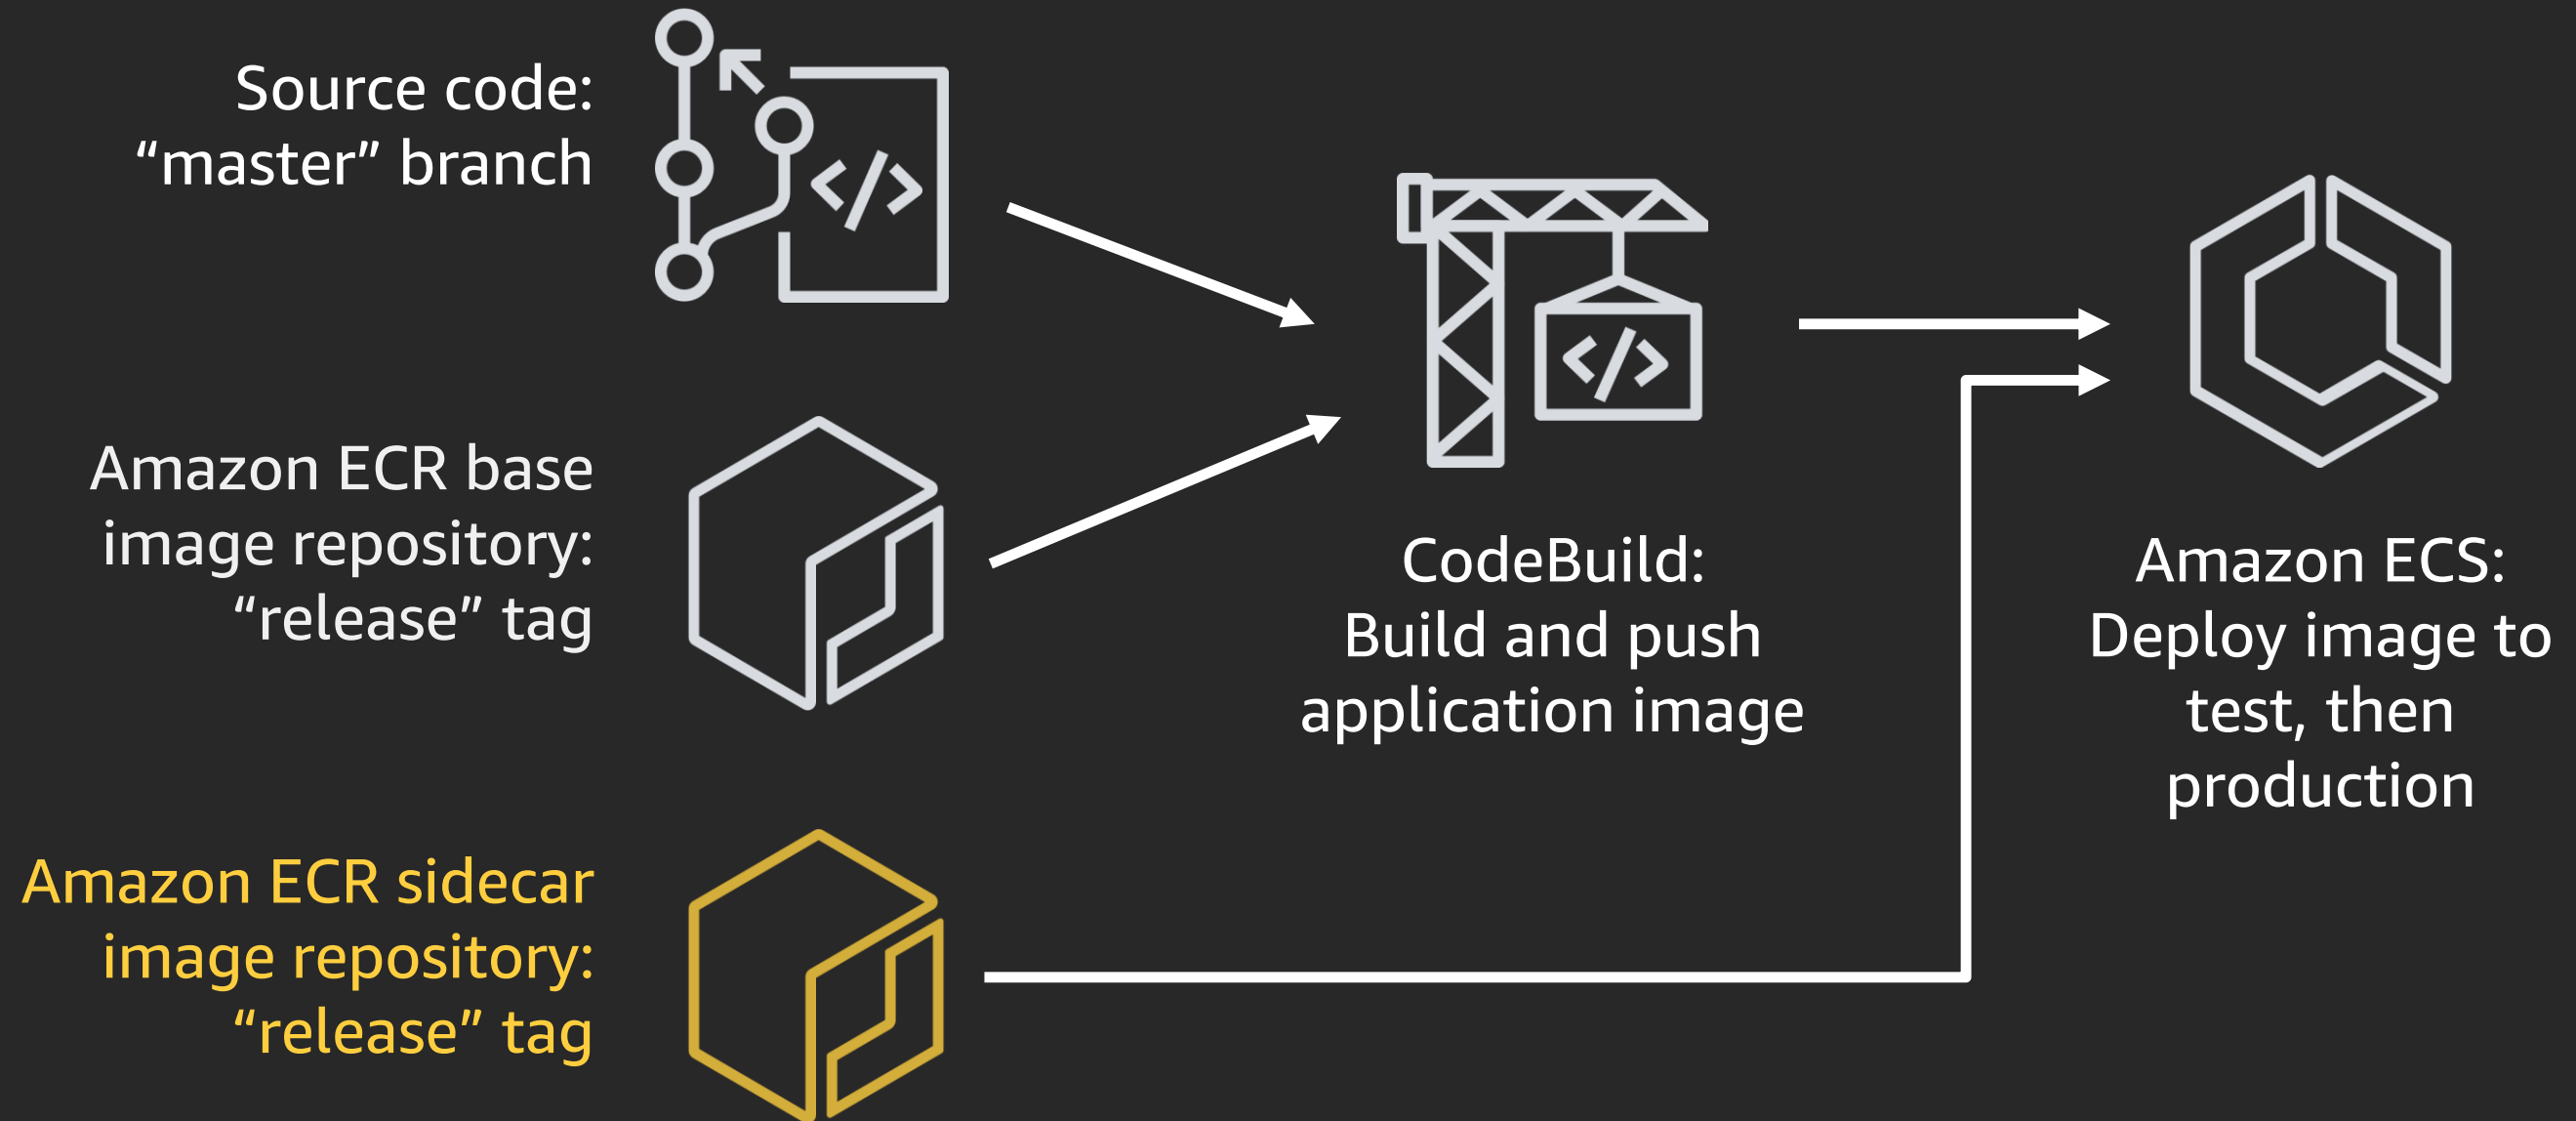 Source code:
“master” branch
Amazon ECR base
image repository:
“release” tag
Amazon ECR sidecar
image repository:
“release” tag
</>
CodeBuild:
Build and push
application image
</>
Amazon ECS:
Deploy image to
test, then
production